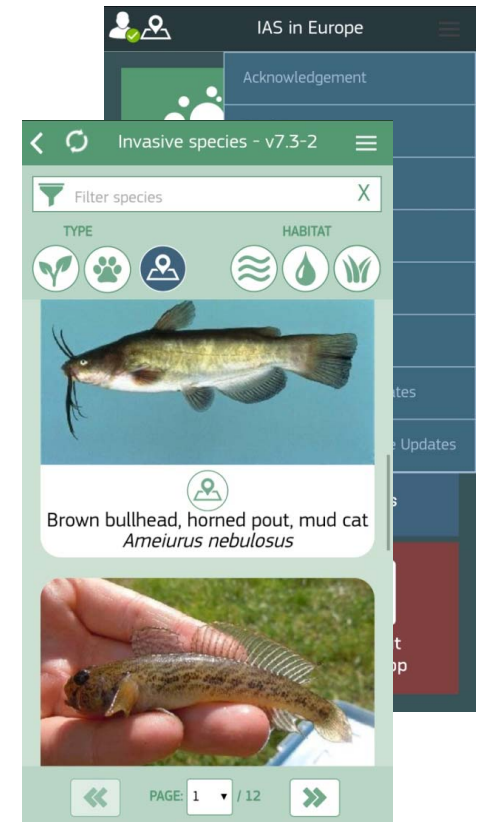 IAS in Europe
Acknowledgement
Invasive species - v7.3-2
Filter species X
TYPE HABITAT
Brown bullhead, horned pout, mud cat
Ameiurus nebulosus
Updates
PAGE: 1 / 12